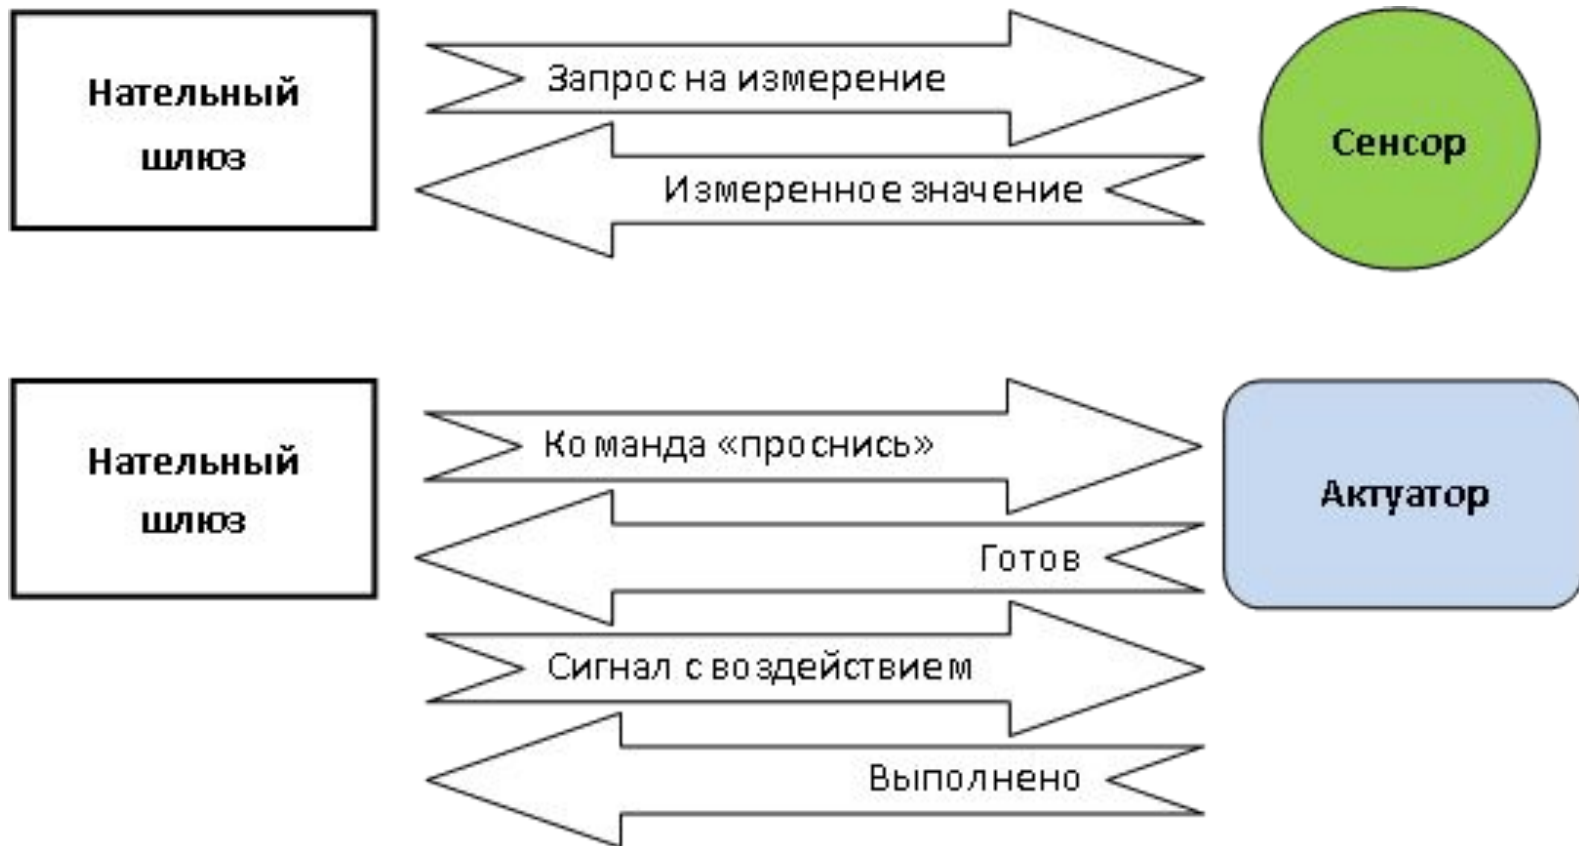 Нательный
шлюз
Запрос на измерение
Измеренное значение
Сенсор
Нательный
шлюз
Команда «проснись»
Готов
Сигнал с воздействием
Выполнено
Актуатор